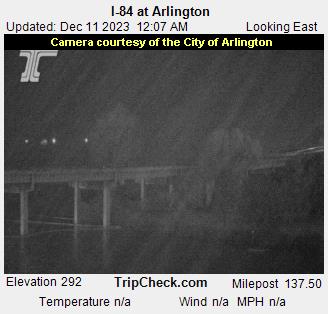 I-84 at Arlington
Updated: Dec 11 2023 12:07 AM Looking East
Camera courtesy of the City of Arlington
Elevation 292 TripCheck.com Milepost 137.50
Temperature n/a Wind n/a MPH n/a